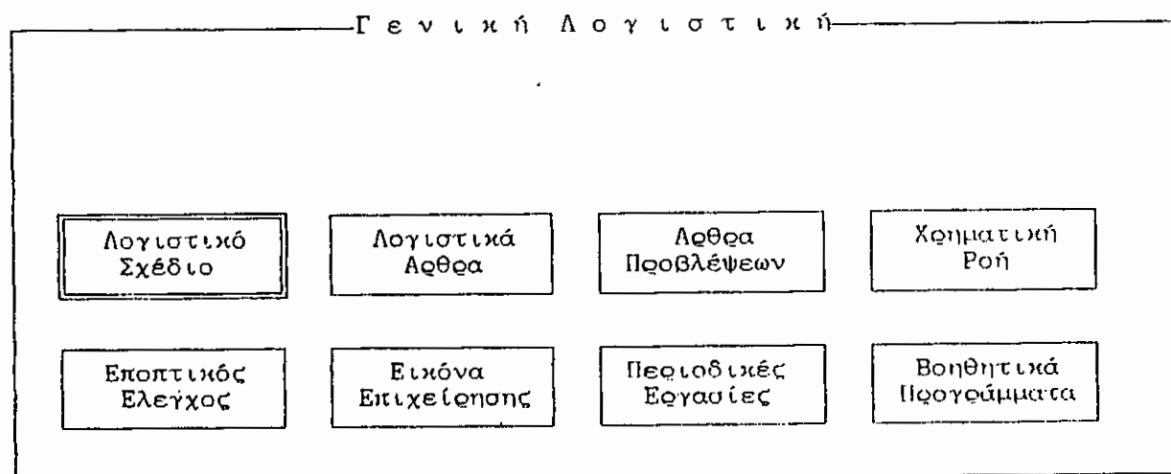 Γενική Λογιστική
Λογιστικό
Σχέδιο
Λογιστικά
Αρθρα
Αρθρα
Προβλέψεων
Χρηματική
Ροή
Εποπτικός
Ελεγχος
Εικόνα
Επιχείρησης
Περιοδικές
Εργασίες
Βοηθητικά
Προγράμματα